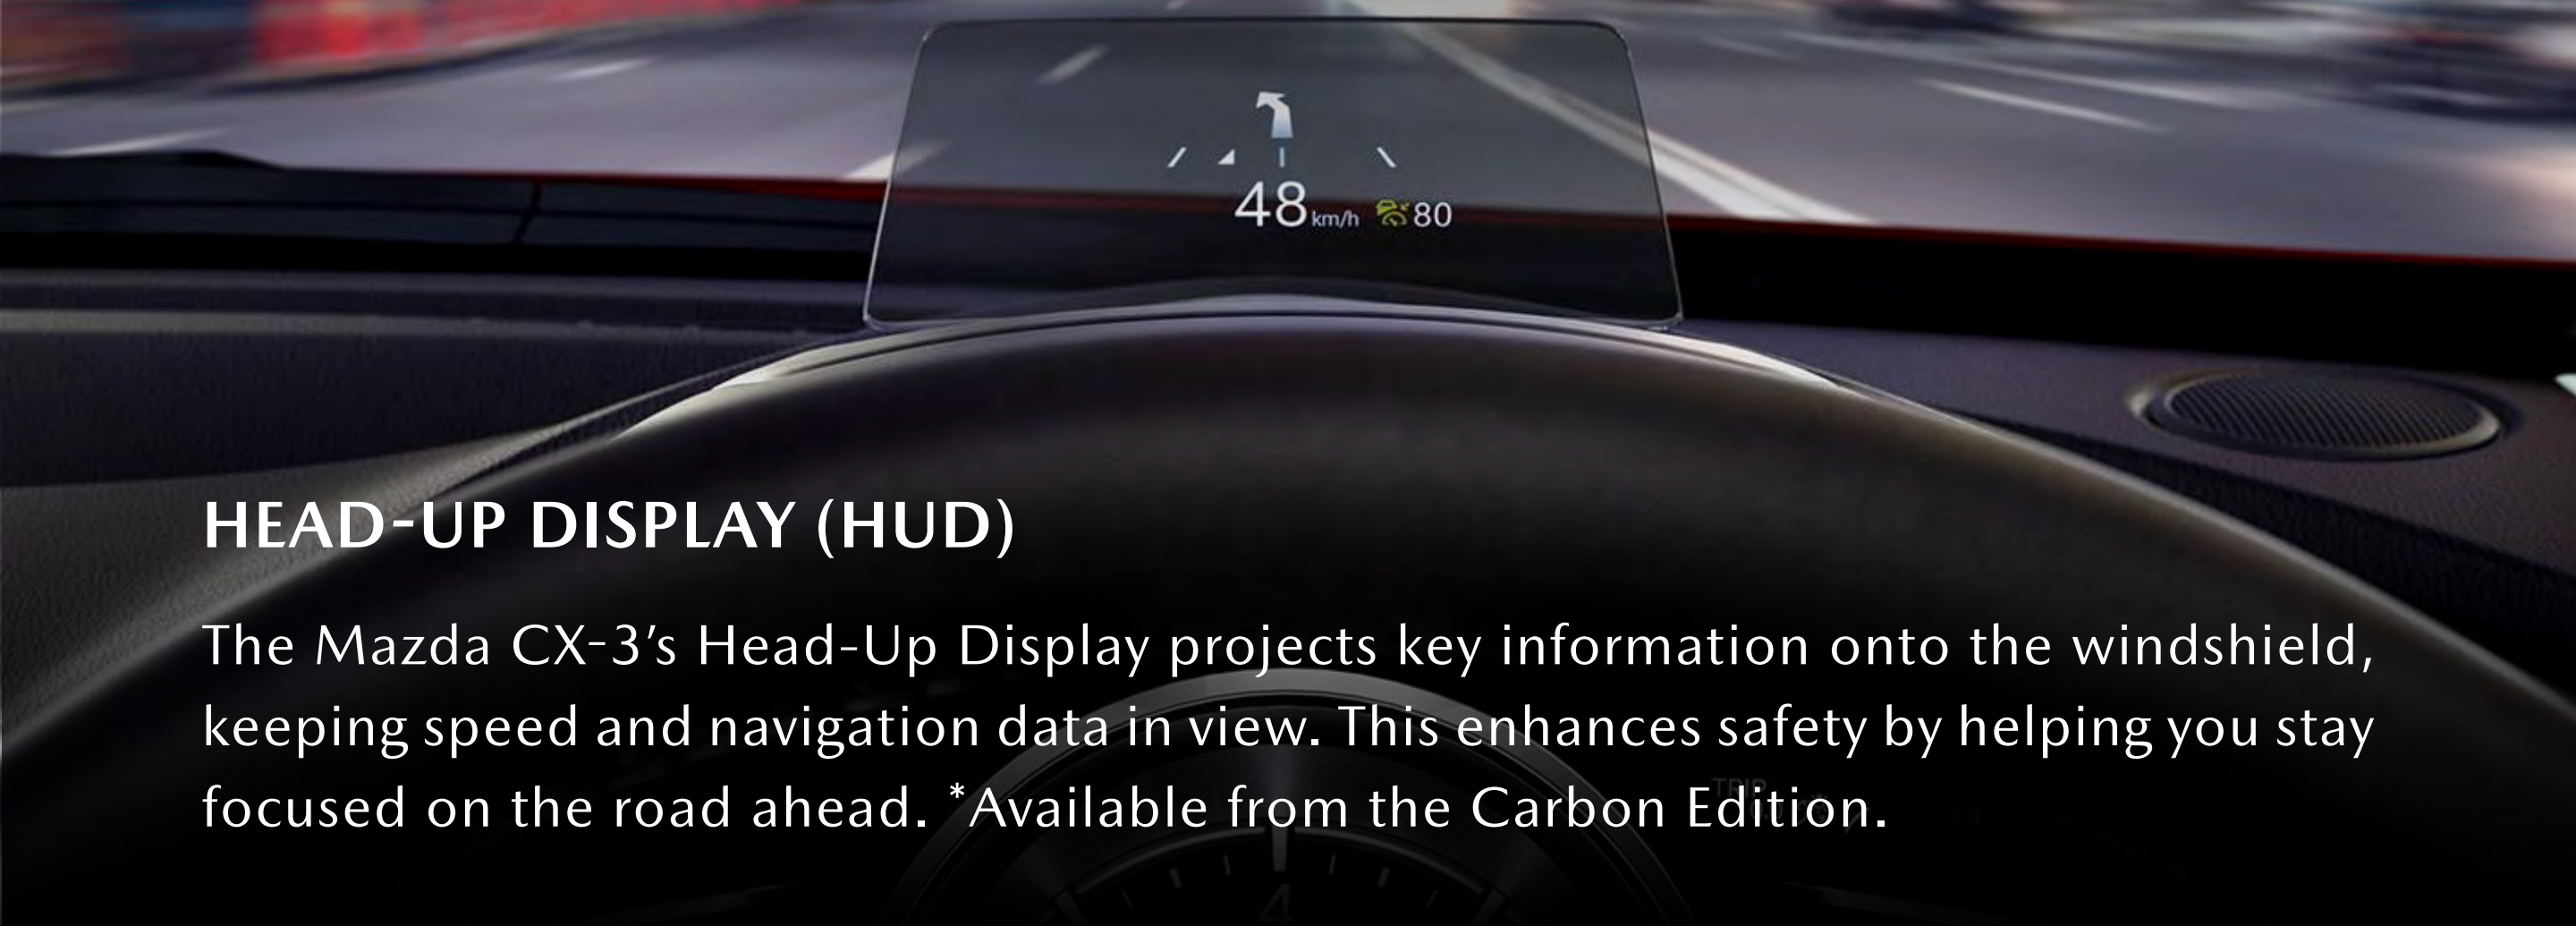 48 km/h 80
HEAD-UP DISPLAY (HUD)
The Mazda CX-3’s Head-Up Display projects key information onto the windshield,
keeping speed and navigation data in view. This enhances safety by helping you stay
focused on the road ahead. *Available from the Carbon Edition.
TRIP
4